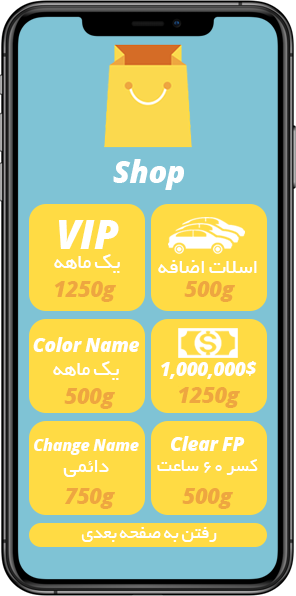 Shop
VIP
یک ماهه
1250g
اسلات اضافه
500g
Color Name
یک ماهه
500g
$
1,000,000$
1250g
Change Name
دائمی
750g
Clear FP
کسر ۶۰ ساعت
500g
رفتن به صفحه بعدی